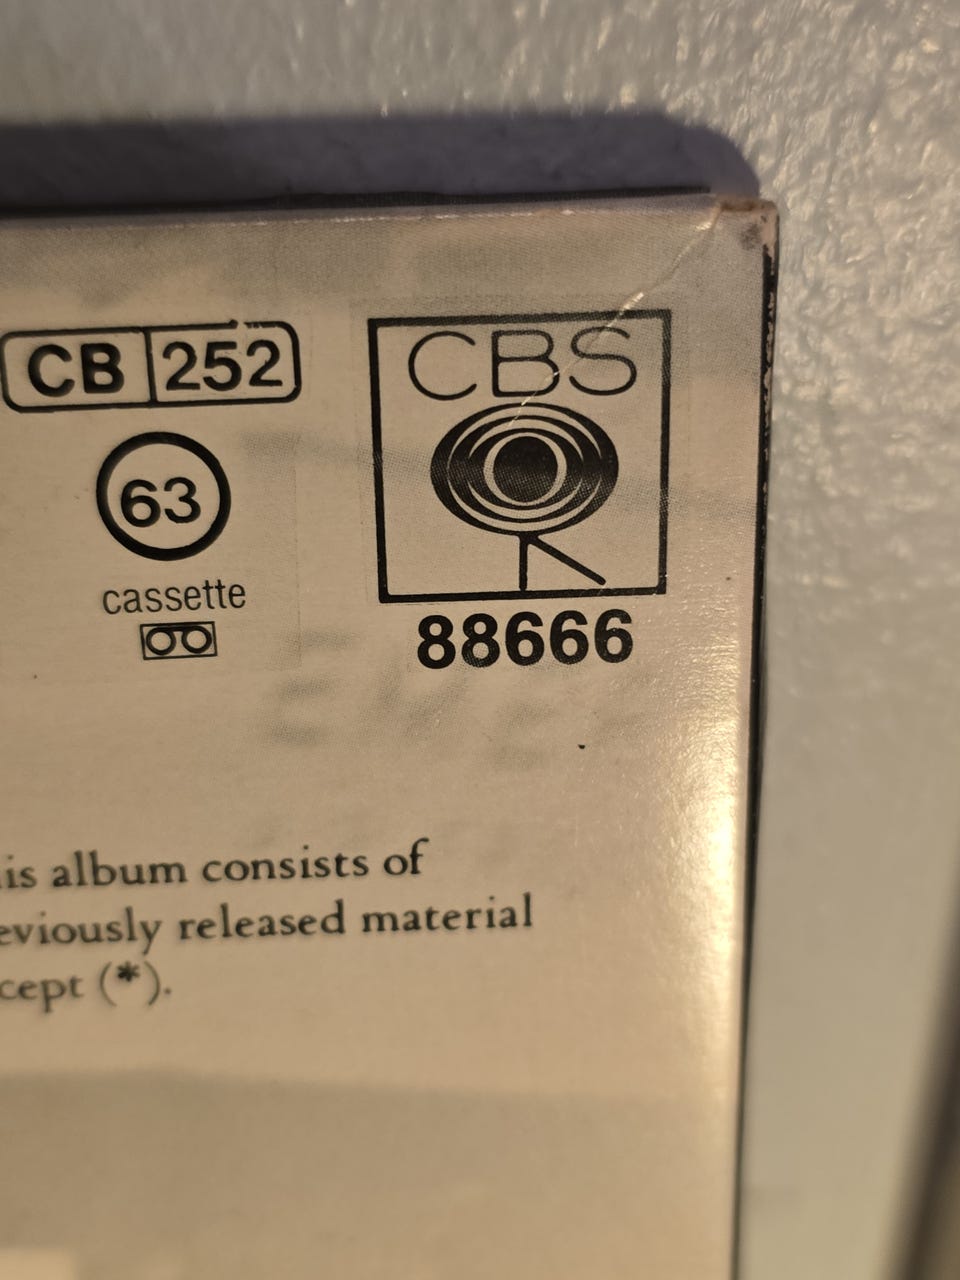 CB 252
63
cassette
CBS
88666
is album consists of
eviously released material
cept (*).